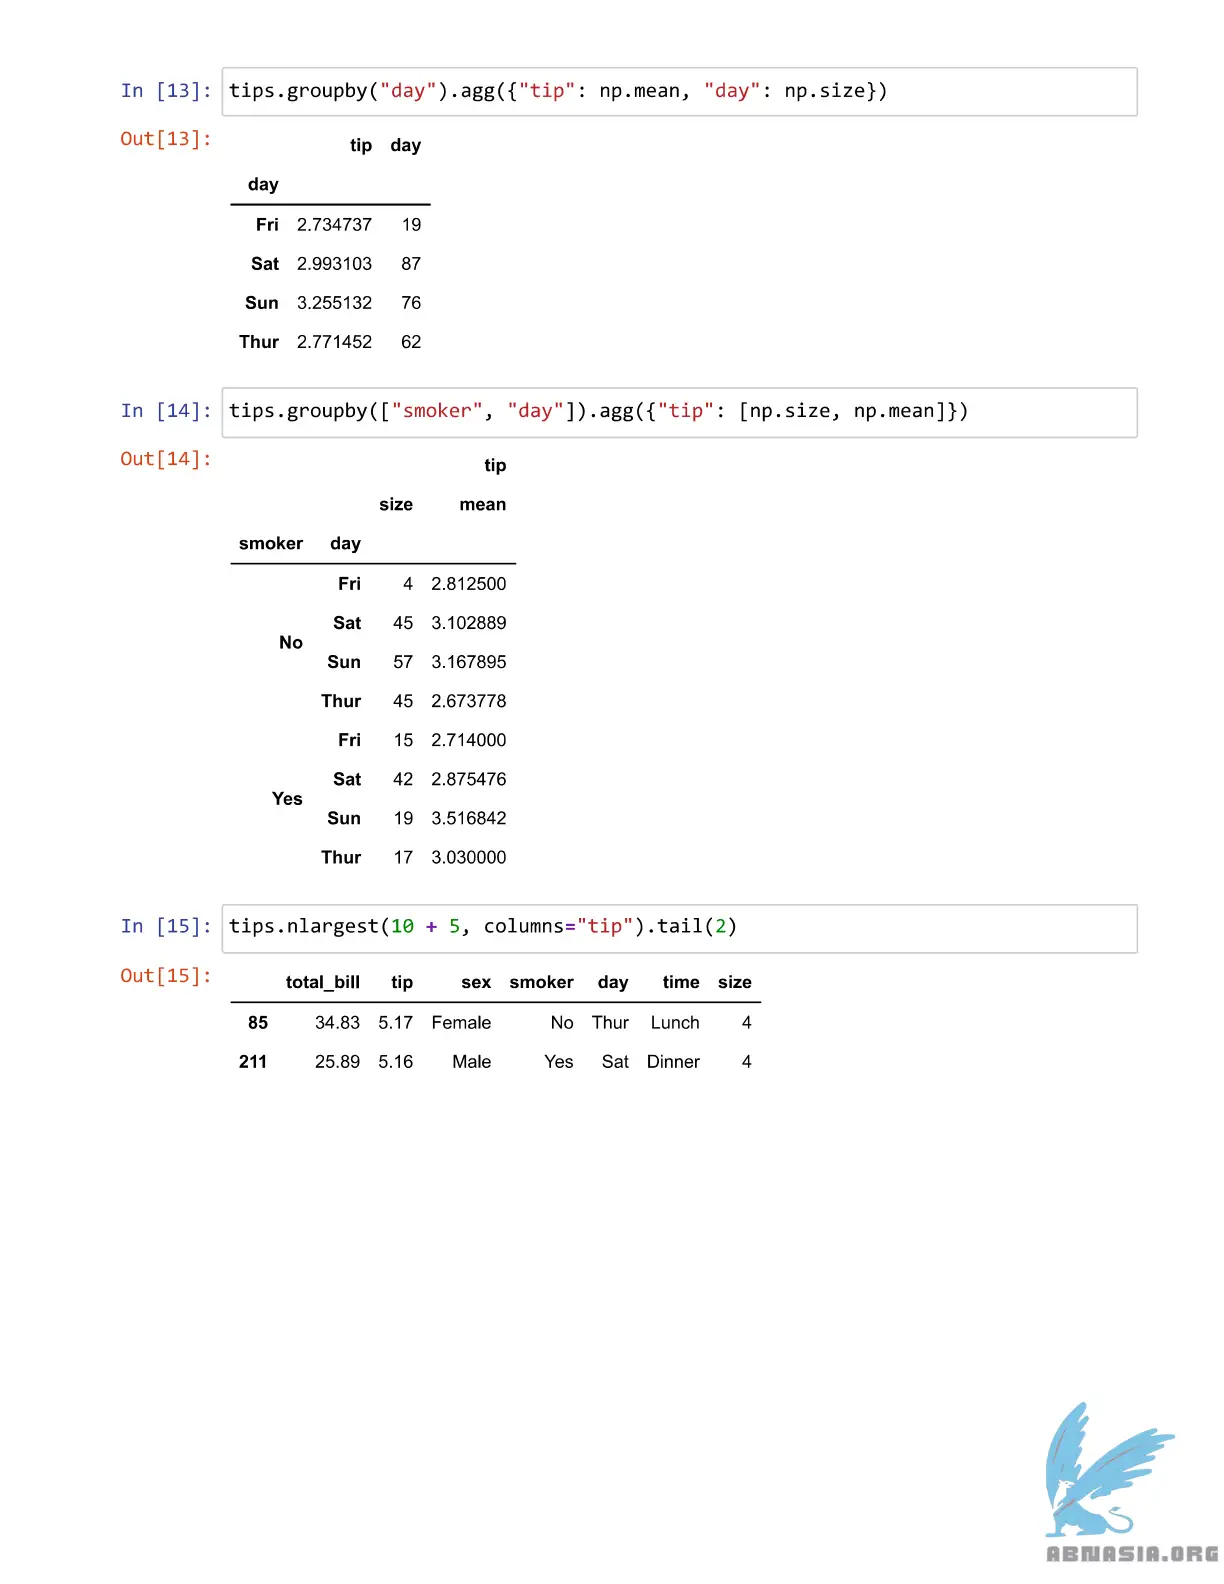 In [13]: tips.groupby("day").agg({"tip": np.mean, "day": np.size})
Out[13]:
tip day
day
Fri 2.734737 19
Sat 2.993103 87
Sun 3.255132 76
Thur 2.771452 62
In [14]: tips.groupby(["smoker", "day"]).agg({"tip": [np.size, np.mean]})
Out[14]:
tip
size mean
smoker day
Fri 4 2.812500
Sat 45 3.102889
No
Sun 57 3.167895
Thur 45 2.673778
Fri 15 2.714000
Sat 42 2.875476
Yes
Sun 19 3.516842
Thur 17 3.030000
In [15]: tips.nlargest(10 + 5, columns="tip").tail(2)
Out[15]:
total_bill tip sex smoker day time size
85 34.83 5.17 Female No Thur Lunch 4
211 25.89 5.16 Male Yes Sat Dinner 4
ABNASIA.ORG